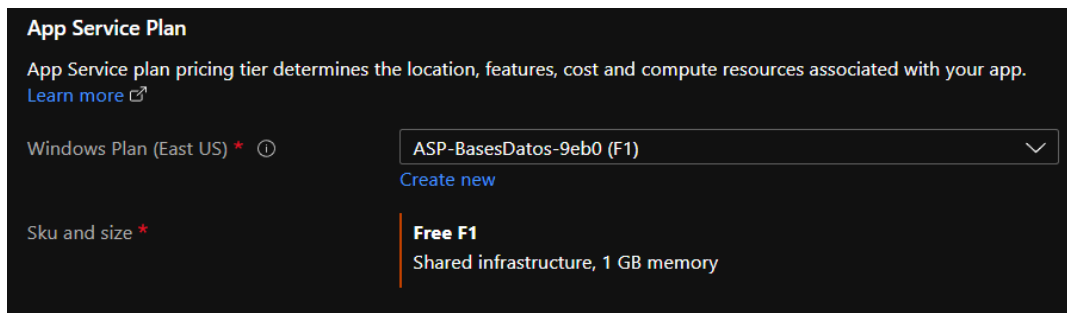 App Service Plan
App Service plan pricing tier determines the location, features, cost and compute resources associated with your app.
Learn more
Windows Plan (East US) *
ASP-BasesDatos-9eb0 (F1)
Create new
Sku and size *
Free F1
Shared infrastructure, 1 GB memory